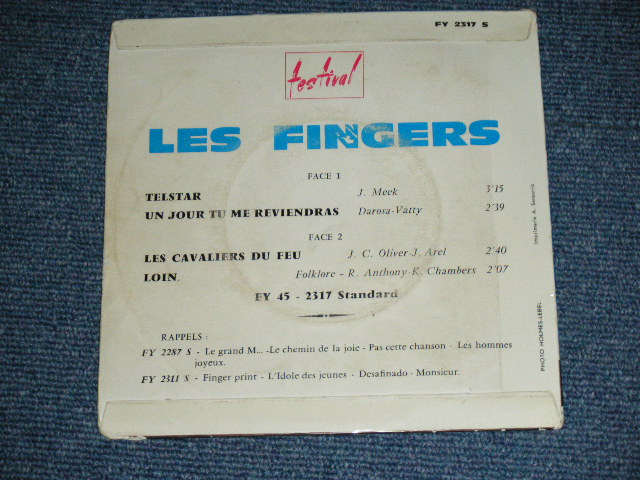 FY 2317 S
festival
LES FINGERS
FACE 1
TELSTAR J. Meek 3'15
UN JOUR TU ME REVIENDRAS Darosa-Vatty 2'39
FACE 2
LES CAVALIERS DU FEU J. C. Oliver-J. Arel 2'40
LOIN. Folklore - R. Anthony-K. Chambers 2'07
FY 45 - 2317 Standard
RAPPELS :
FY 2287 S - Le grand M... -Le chemin de la joie - Pas cette chanson - Les hommes
joyeux.
FY 2311 S - Finger print - L'Idole des jeunes - Desafinado - Monsieur.
Imprimerie A.
PHOTO HOLMES-LEBEL